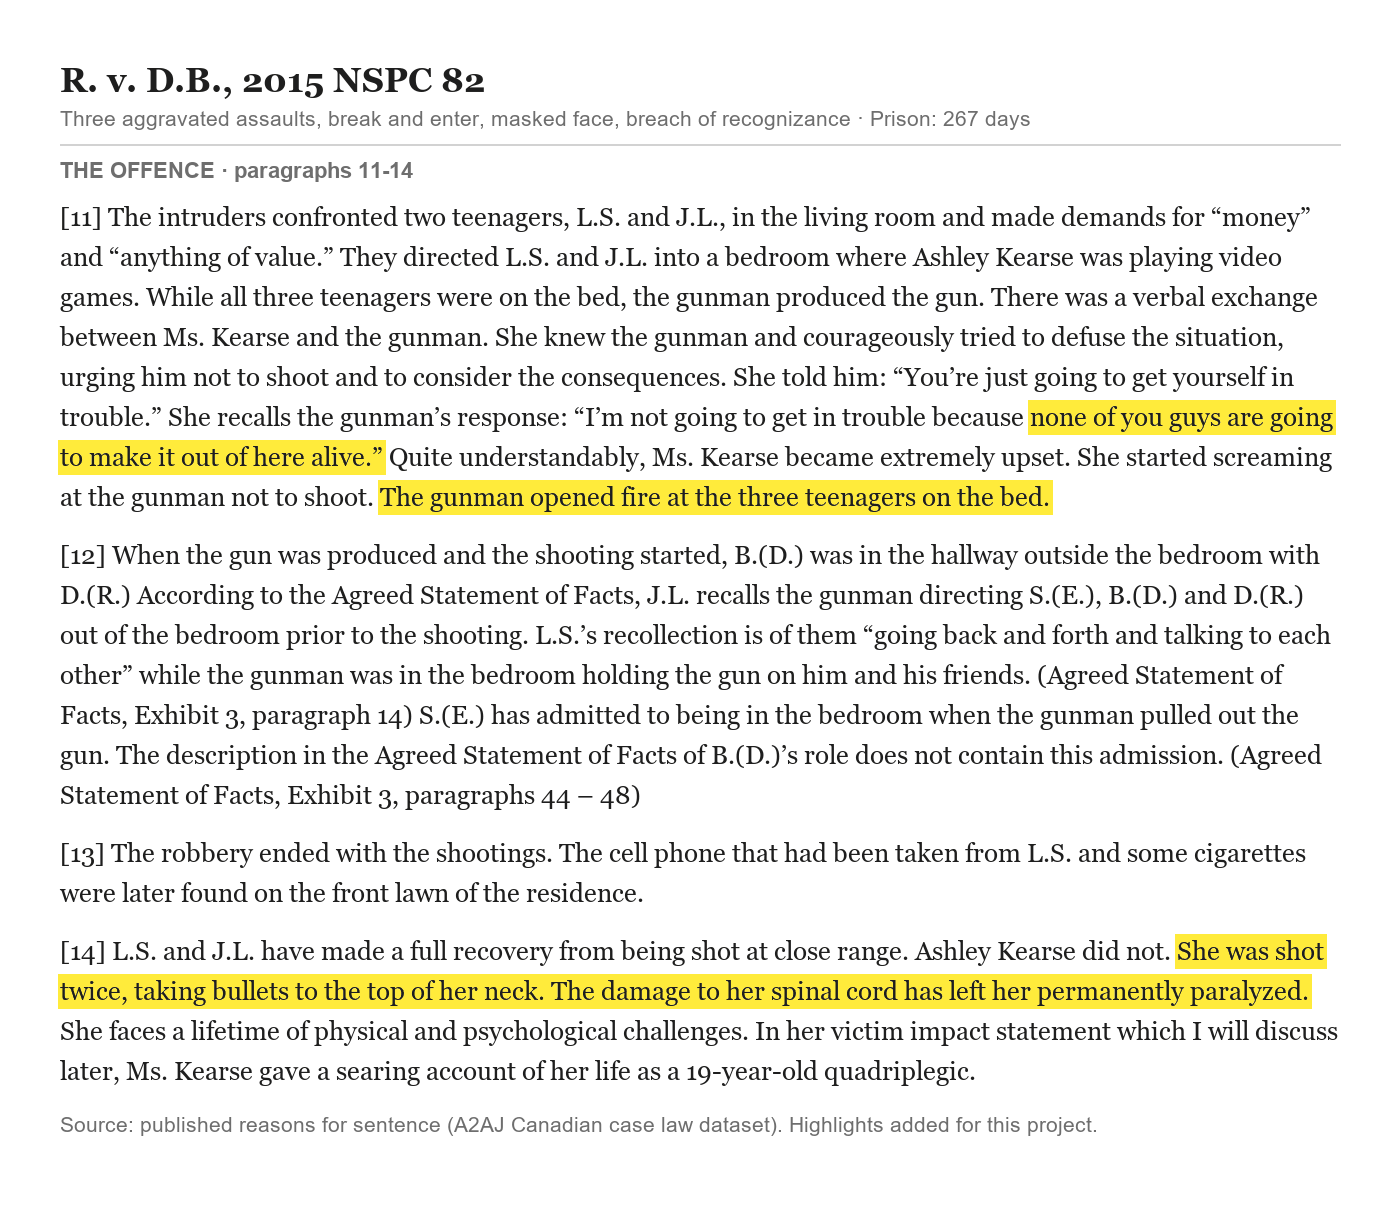 R. v. D.B., 2015 NSPC 82
Three aggravated assaults, break and enter, masked face, breach of recognizance · Prison: 267 days
THE OFFENCE · paragraphs 11-14
[11] The intruders confronted two teenagers, L.S. and J.L., in the living room and made demands for “money”
and “anything of value.” They directed L.S. and J.L. into a bedroom where Ashley Kearse was playing video
games. While all three teenagers were on the bed, the gunman produced the gun. There was a verbal exchange
between Ms. Kearse and the gunman. She knew the gunman and courageously tried to defuse the situation,
urging him not to shoot and to consider the consequences. She told him: “You’re just going to get yourself in
trouble.” She recalls the gunman’s response: “I’m not going to get in trouble because none of you guys are going
to make it out of here alive.” Quite understandably, Ms. Kearse became extremely upset. She started screaming
at the gunman not to shoot. The gunman opened fire at the three teenagers on the bed.
[12] When the gun was produced and the shooting started, B.(D.) was in the hallway outside the bedroom with
D.(R.) According to the Agreed Statement of Facts, J.L. recalls the gunman directing S.(E.), B.(D.) and D.(R.)
out of the bedroom prior to the shooting. L.S.’s recollection is of them “going back and forth and talking to each
other” while the gunman was in the bedroom holding the gun on him and his friends. (Agreed Statement of
Facts, Exhibit 3, paragraph 14) S.(E.) has admitted to being in the bedroom when the gunman pulled out the
gun. The description in the Agreed Statement of Facts of B.(D.)’s role does not contain this admission. (Agreed
Statement of Facts, Exhibit 3, paragraphs 44 – 48)
[13] The robbery ended with the shootings. The cell phone that had been taken from L.S. and some cigarettes
were later found on the front lawn of the residence.
[14] L.S. and J.L. have made a full recovery from being shot at close range. Ashley Kearse did not. She was shot
twice, taking bullets to the top of her neck. The damage to her spinal cord has left her permanently paralyzed.
She faces a lifetime of physical and psychological challenges. In her victim impact statement which I will discuss
later, Ms. Kearse gave a searing account of her life as a 19-year-old quadriplegic.
Source: published reasons for sentence (A2AJ Canadian case law dataset). Highlights added for this project.